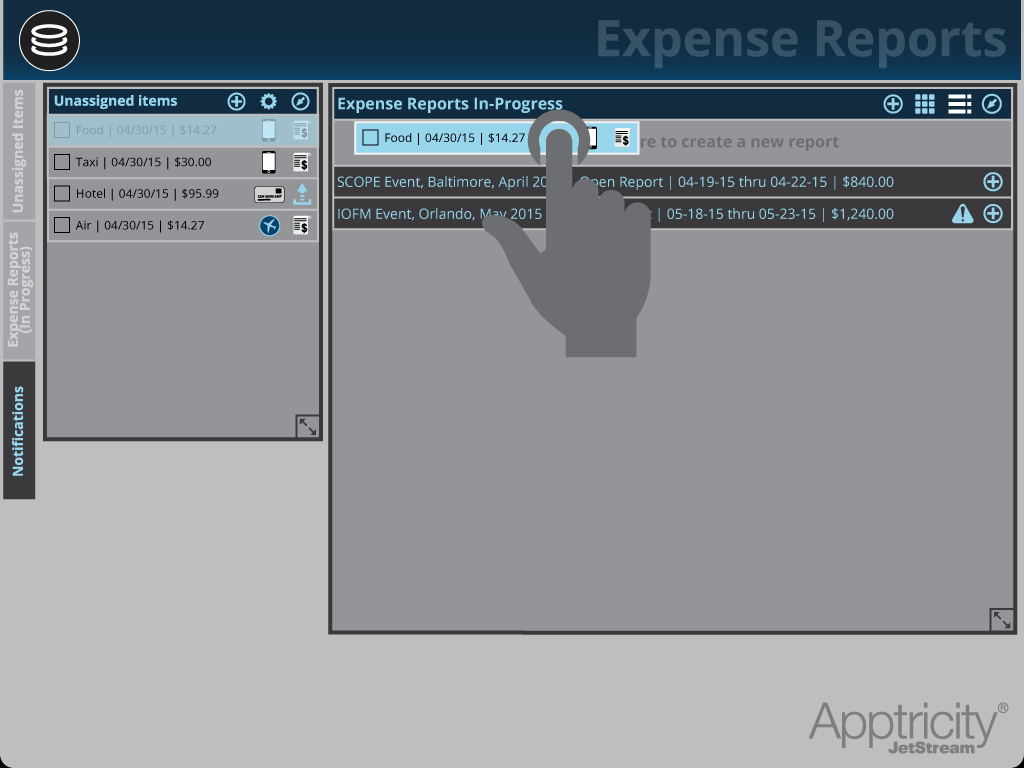 Expense Reports
Unassigned Items
Expense Reports
(In Progress)
Notifications
Unassigned items
Food | 04/30/15 | $14.27
Taxi | 04/30/15 | $30.00
Hotel | 04/30/15 | $95.99
Air | 04/30/15 | $14.27
Expense Reports In-Progress
Food | 04/30/15 | $14.27
to create a new report
SCOPE Event, Baltimore, April Open Report | 04-19-15 thru 04-22-15 | $840.00
IOFM Event, Orlando, May 2015 | 05-18-15 thru 05-23-15 | $1,240.00
Apptricity®
JetStream